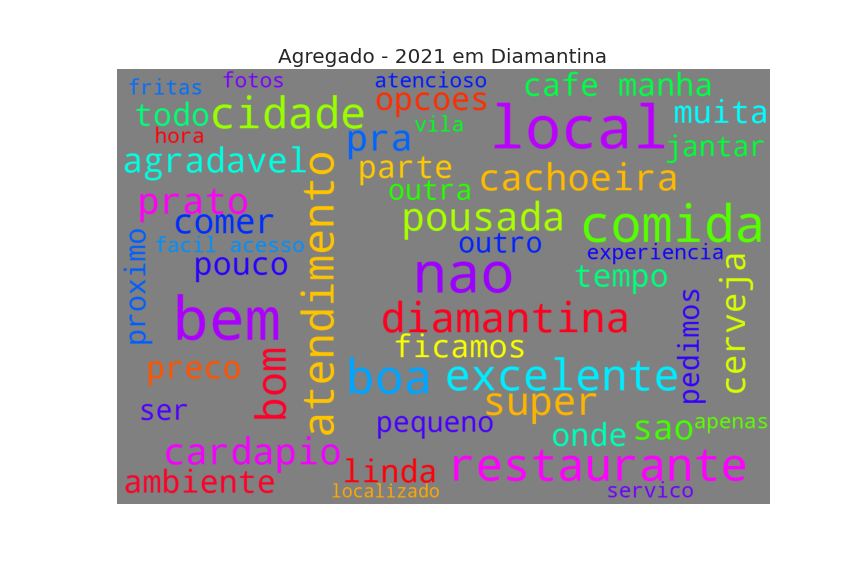 Agregado - 2021 em Diamantina
fritas
fotos
atencioso
cafe manha
opcoes
todo
cidade
vila
local
muita
hora
pra
jantar
agradavel
parte
cachoeira
outra
prato
comer
pousada
comida
facil acesso
outro
experiencia
pouco
proximo
atendimento
nao
tempo
cerveja
bem
diamantina
pedimos
ficamos
preco
bom
boa
excelente
super
ser
pequeno
onde
sao
apenas
cardapio
linda
restaurante
ambiente
localizado
servico